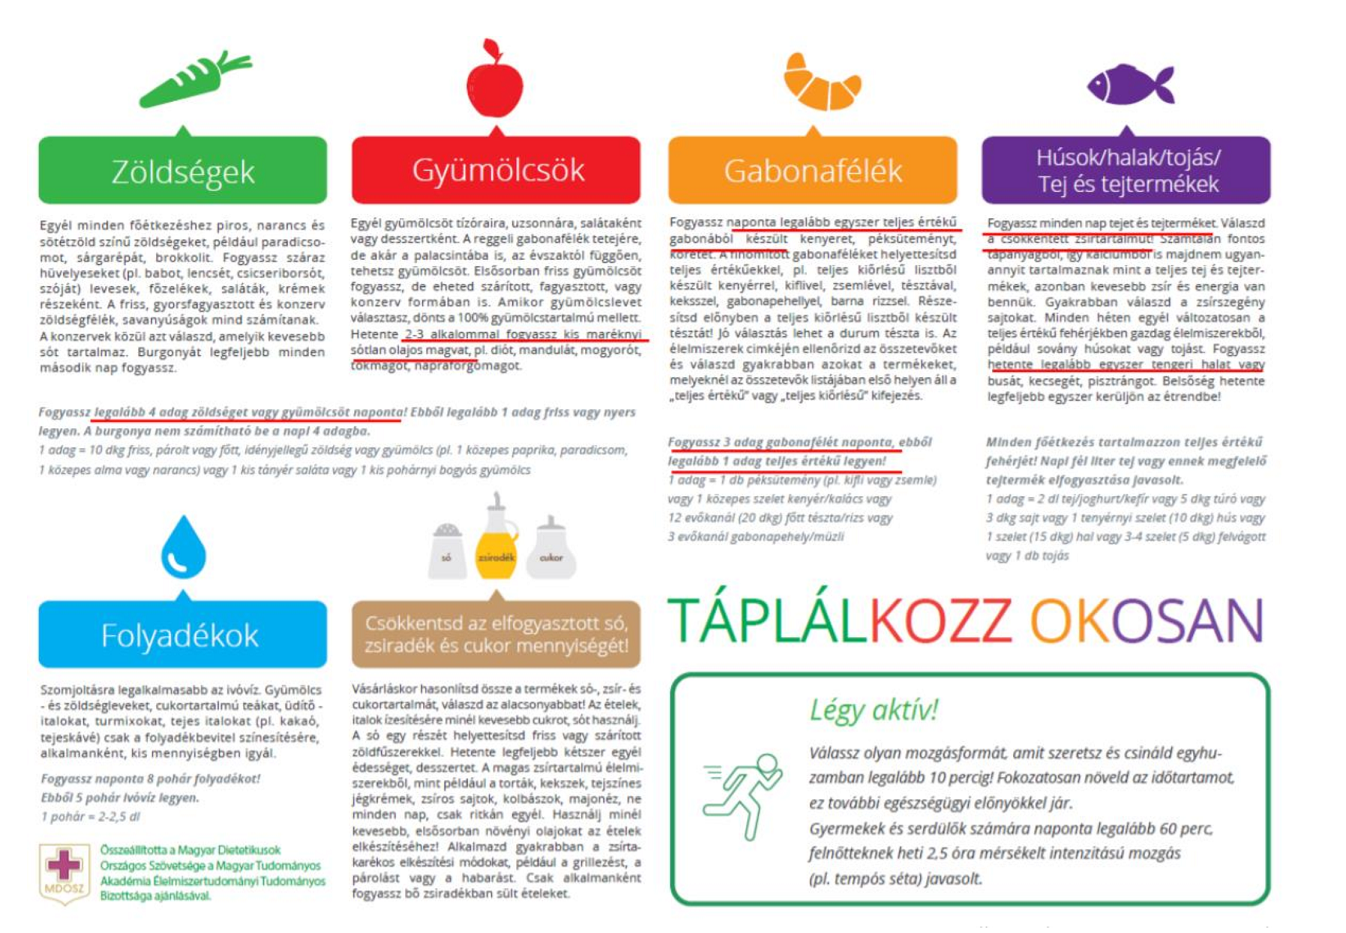 Zöldségek
Egyél minden főétkezéshez piros, narancs és
sötétzöld színű zöldségeket, például paradicso-
mot, sárgarépát, brokkolit. Fogyassz száraz
hüvelyeseket (pl. babot, lencsét, csicseriborsót,
szóját) levesek, főzelékek, saláták, krémek
részeként. A friss, gyorsfagyasztott és konzerv
zöldségfélék, savanyúságok mind számítanak.
A konzervek közül azt válaszd, amelyik kevesebb
sót tartalmaz. Burgonyát legfeljebb minden
második nap fogyassz.
Gyümölcsök
Egyél gyümölcsöt tízóraira, uzsonnára, salátaként
vagy desszertként. A reggeli gabonafélék tetejére,
de akár a palacsintába is, az évszaktól függően,
tehetsz gyümölcsöt. Elsősorban friss gyümölcsöt
fogyassz, de eheted szárított, fagyasztott, vagy
konzerv formában is. Amikor gyümölcslevet
választasz, dönts a 100% gyümölcstartalmú mellett.
Hetente 2-3 alkalommal fogyassz kis maréknyi
sótlan olajos magvat, pl. diót, mandulát, mogyorót,
tökmagot, napraforgómagot.
Fogyassz legalább 4 adag zöldséget vagy gyümölcsöt naponta! Ebből legalább 1 adag friss vagy nyers
legyen. A burgonya nem számítható be a napi 4 adagba.
1 adag = 10 dkg friss, párolt vagy főtt, idényjellegű zöldség vagy gyümölcs (pl. 1 közepes paprika, paradicsom,
1 közepes alma vagy narancs) vagy 1 kis tányér saláta vagy 1 kis pohárnyi bogyós gyümölcs
Gabonafélék
Fogyassz naponta legalább egyszer teljes értékű
gabonából készült kenyeret, péksüteményt,
köretet. A finomított gabonaféléket helyettesítsd
teljes értékűekkel, pl. teljes kiőrlésű lisztből
készült kenyérrel, kiflivel, zsemlével, tésztával,
keksszel, gabonapehellyel, barna rizzsel. Része-
sítsd előnyben a teljes kiőrlésű lisztből készült
tésztát! Jó választás lehet a durum tészta is. Az
élelmiszerek címkéjén ellenőrizd az összetevőket
és válaszd gyakrabban azokat a termékeket,
melyeknél az összetevők listájában első helyen áll a
„teljes értékű” vagy „teljes kiőrlésű” kifejezés.
Fogyassz 3 adag gabonafélét naponta, ebből
legalább 1 adag teljes értékű legyen!
1 adag = 1 db péksütemény (pl. kifli vagy zsemle)
vagy 1 közepes szelet kenyér/kalács vagy
12 evőkanál (20 dkg) főtt tészta/rizs vagy
3 evőkanál gabonapehely/müzli
Húsok/halak/tojás/
Tej és tejtermékek
Fogyassz minden nap tejet és tejterméket. Válaszd
a csökkentett zsírtartalmút! Számtalan fontos
tápanyagból, így kalciumból is majdnem ugyan-
annyit tartalmaznak mint a teljes tej és tejter-
mékek, azonban kevesebb zsír és energia van
bennük. Gyakrabban válaszd a zsírszegény
sajtokat. Minden héten egyél változatosan a
teljes értékű fehérjékben gazdag élelmiszerekből,
például sovány húsokat vagy tojást. Fogyassz
hetente legalább egyszer tengeri halat vagy
busát, kecsegét, pisztrángot. Belsőség hetente
legfeljebb egyszer kerüljön az étrendbe!
Minden főétkezés tartalmazzon teljes értékű
fehérjét! Napi fél liter tej vagy ennek megfelelő
tejtermék elfogyasztása javasolt.
1 adag = 2 dl tej/joghurt/kefír vagy 5 dkg túró vagy
3 dkg sajt vagy 1 tenyérnyi szelet (10 dkg) hús vagy
1 szelet (15 dkg) hal vagy 3-4 szelet (5 dkg) felvágott
vagy 1 db tojás
Folyadékok
Szomjoltásra legalkalmasabb az ivóvíz. Gyümölcs
- és zöldségleveket, cukortartalmú teákat, üdítő -
italokat, turmixokat, tejes italokat (pl. kakaó,
tejeskávé) csak a folyadékbevitel színesítésére,
alkalmanként, kis mennyiségben igyál.
Fogyassz naponta 8 pohár folyadékot!
Ebből 5 pohár ivóvíz legyen.
1 pohár = 2-2,5 dl
MDOSZ
Összeállította a Magyar Dietetikusok
Országos Szövetsége a Magyar Tudományos
Akadémia Élelmiszertudományi Tudományos
Bizottsága ajánlásával.
só
zsiradék
cukor
Csökkentsd az elfogyasztott só,
zsiradék és cukor mennyiségét!
Vásárláskor hasonlítsd össze a termékek só-, zsír- és
cukortartalmát, válaszd az alacsonyabbat! Az ételek,
italok ízesítésére minél kevesebb cukrot, sót használj.
A só egy részét helyettesítsd friss vagy szárított
zöldfűszerekkel. Hetente legfeljebb kétszer egyél
édességet, desszertet. A magas zsírtartalmú élelmi-
szerekből, mint például a torták, kekszek, tejszínes
jégkrémek, zsíros sajtok, kolbászok, majonéz, ne
minden nap, csak ritkán egyél. Használj minél
kevesebb, elsősorban növényi olajokat az ételek
elkészítéséhez! Alkalmazd gyakrabban a zsírta-
karékos elkészítési módokat, például a grillezést, a
párolást vagy a habarást. Csak alkalmanként
fogyassz bő zsiradékban sült ételeket.
TÁPLÁLKOZZ OKOSAN
Légy aktív!
Válassz olyan mozgásformát, amit szeretsz és csináld egyhu-
zamban legalább 10 percig! Fokozatosan növeld az időtartamot,
ez további egészségügyi előnyökkel jár.
Gyermekek és serdülők számára naponta legalább 60 perc,
felnőtteknek heti 2,5 óra mérsékelt intenzitású mozgás
(pl. tempós séta) javasolt.